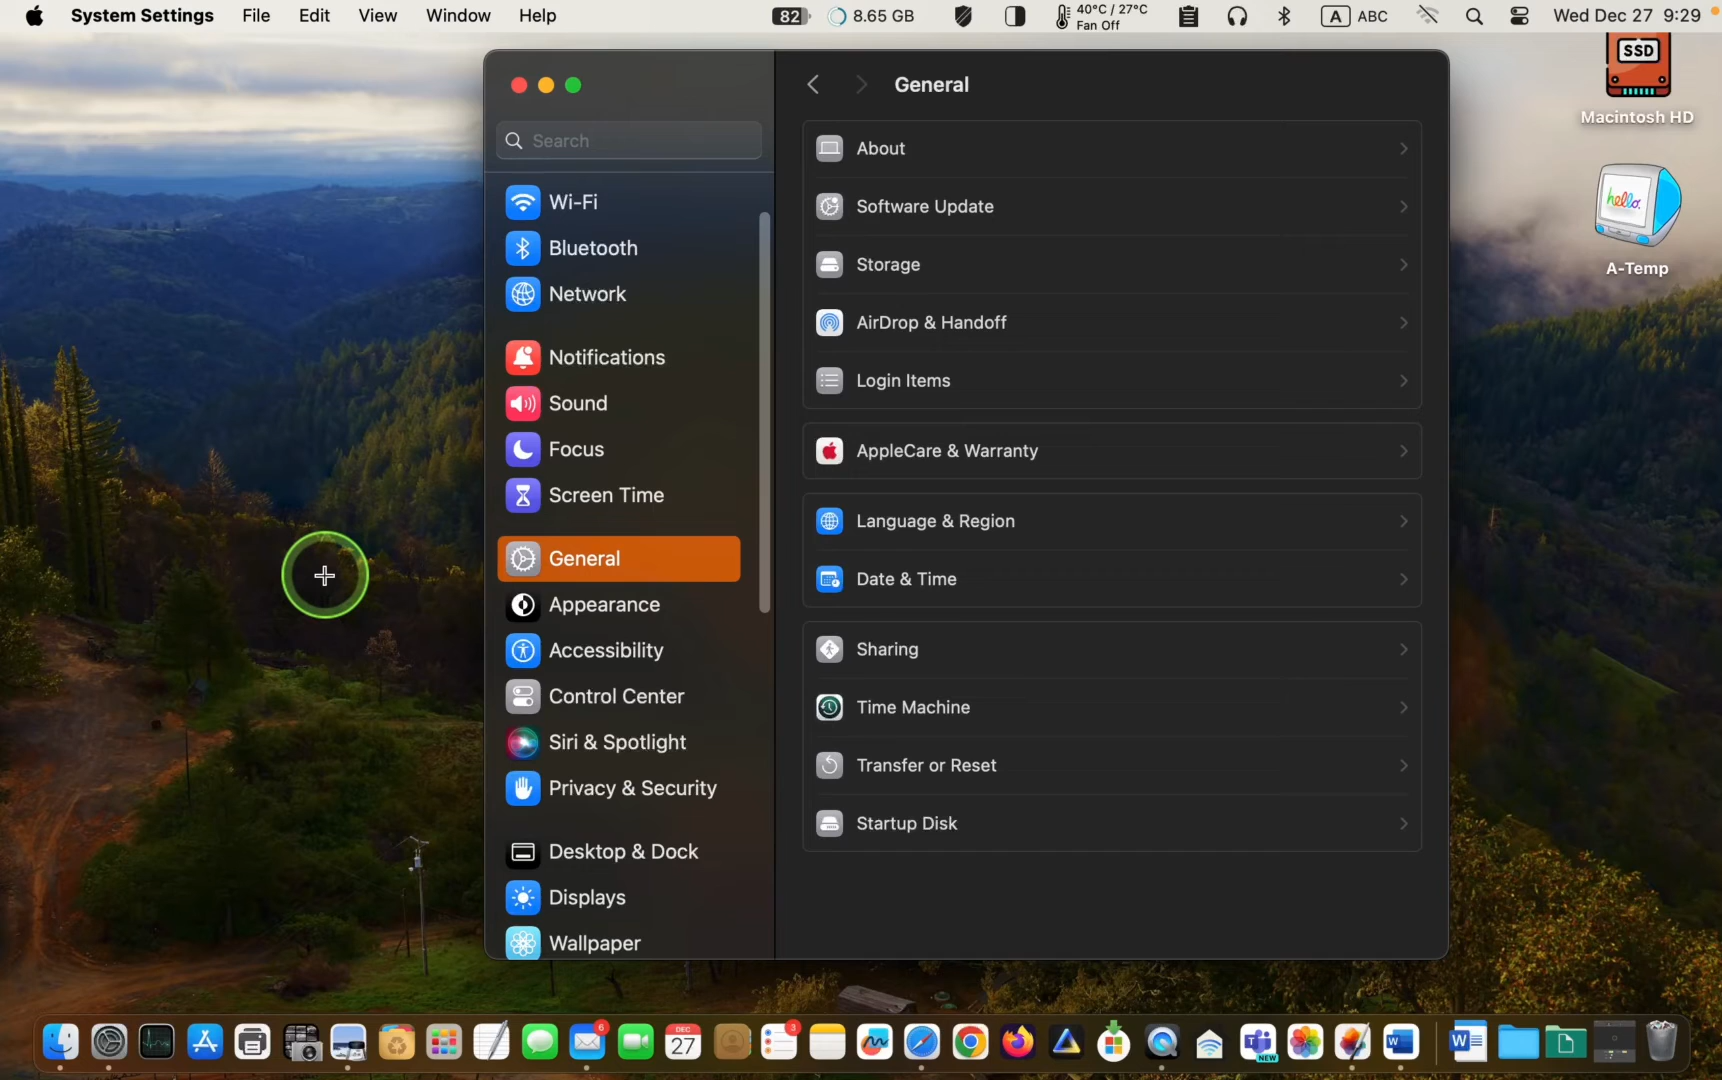 System Settings File Edit View Window Help 82 8.65 GB 40°C / 27°C Fan Off A ABC Wed Dec 27 9:29
SSD
Macintosh HD
hello.
A-Temp
Search
Wi-Fi
Bluetooth
Network
Notifications
Sound
Focus
Screen Time
General
Appearance
Accessibility
Control Center
Siri & Spotlight
Privacy & Security
Desktop & Dock
Displays
Wallpaper
General
About
Software Update
Storage
AirDrop & Handoff
Login Items
AppleCare & Warranty
Language & Region
Date & Time
Sharing
Time Machine
Transfer or Reset
Startup Disk
6
DEC
27
3
NEW
W
W